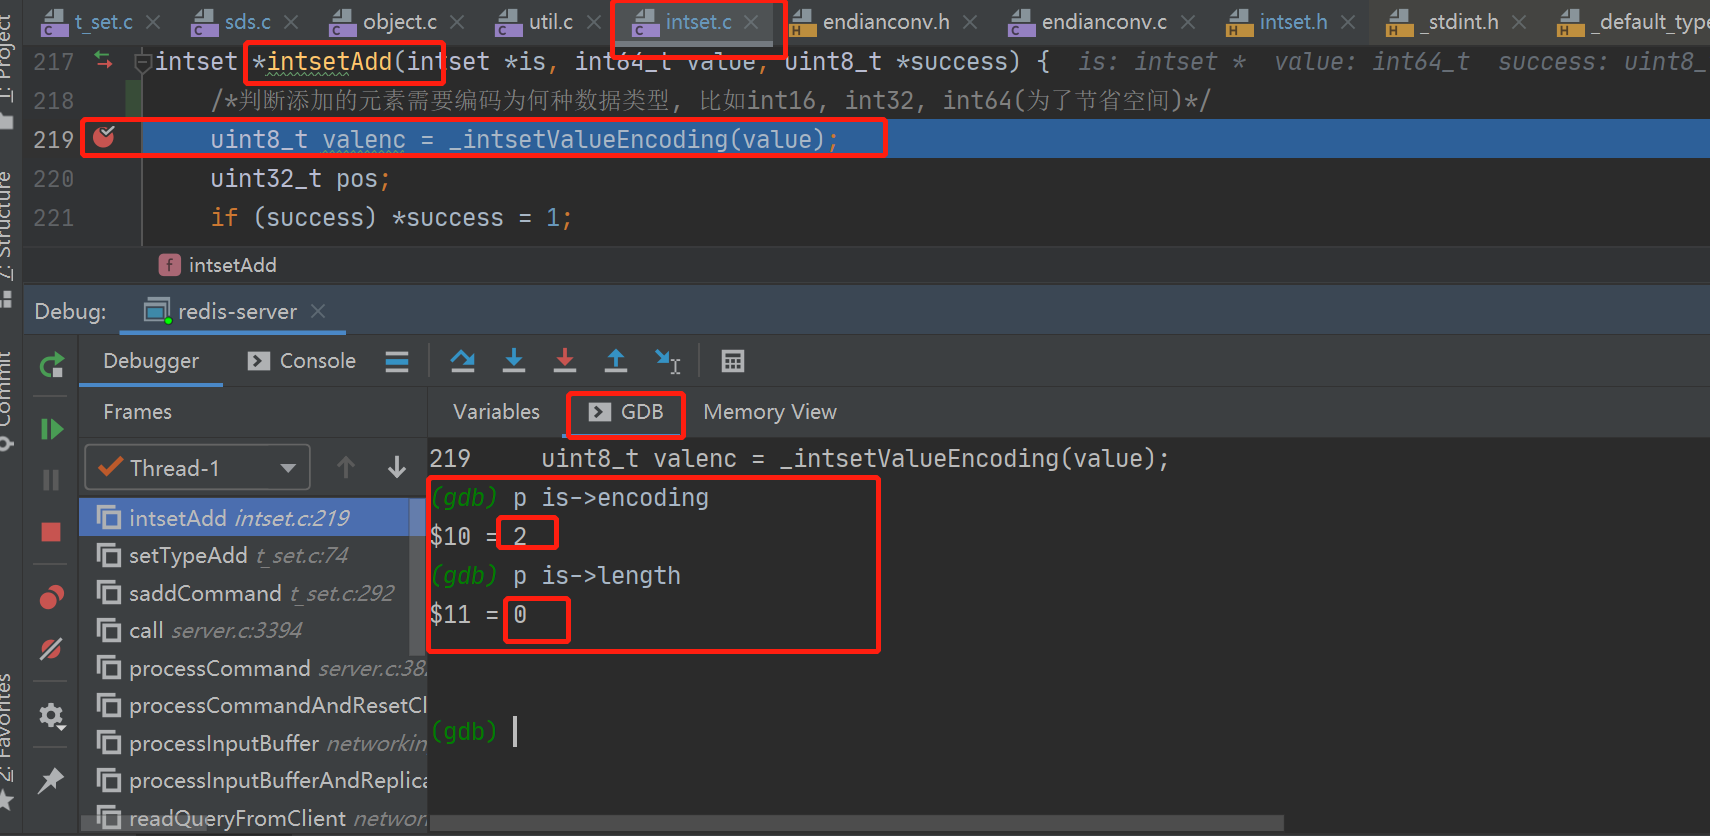 t_set.c sds.c object.c util.c intset.c endianconv.h endianconv.c intset.h _stdint.h _default_type
1: Project
217 intset *intsetAdd(intset *is, int64_t value, uint8_t *success) { is: intset * value: int64_t success: uint8_
218 /*判断添加的元素需要编码为何种数据类型, 比如int16, int32, int64(为了节省空间)*/
219 uint8_t valenc = _intsetValueEncoding(value);
220 uint32_t pos;
221 if (success) *success = 1;
7: Structure
f intsetAdd
Debug: redis-server
Commit
Debugger Console
Frames Variables GDB Memory View
Thread-1
intsetAdd intset.c:219
setTypeAdd t_set.c:74
saddCommand t_set.c:292
call server.c:3394
processCommand server.c:38
processCommandAndResetCl
processInputBuffer networkin
processInputBufferAndReplica
readQueryFromClient networ
219 uint8_t valenc = _intsetValueEncoding(value);
(gdb) p is->encoding
$10 = 2
(gdb) p is->length
$11 = 0
(gdb)
2: Favorites